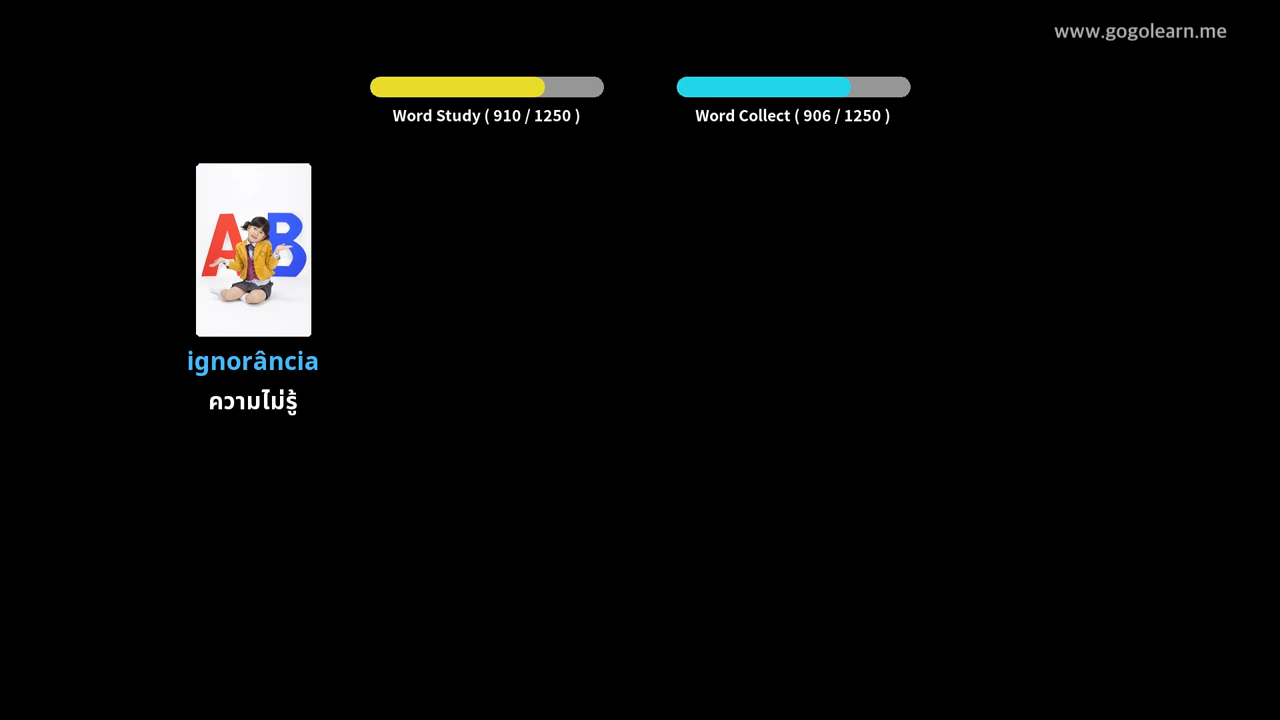 www.gogolearn.me
Word Study ( 910 / 1250 )
Word Collect ( 906 / 1250 )
A B
ignorância
ความไม่รู้